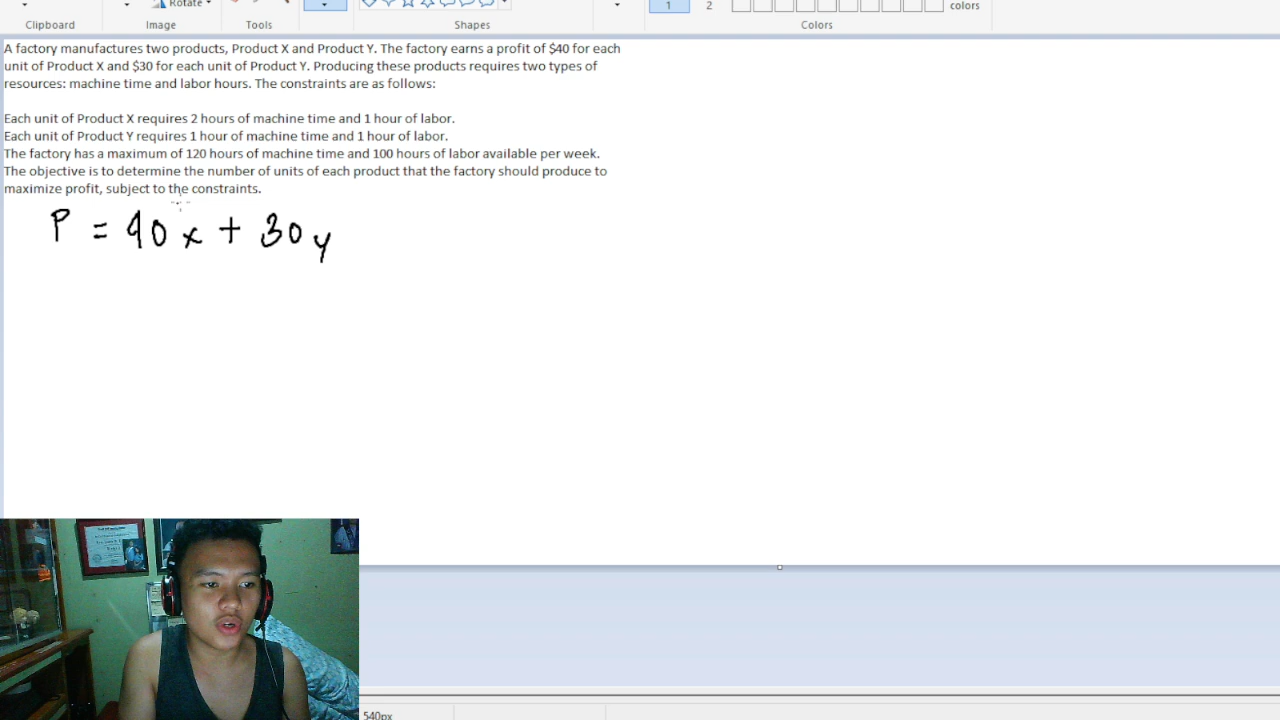 Rotate
1
2
colors
Clipboard
Image
Tools
Shapes
Colors
A factory manufactures two products, Product X and Product Y. The factory earns a profit of $40 for each
unit of Product X and $30 for each unit of Product Y. Producing these products requires two types of
resources: machine time and labor hours. The constraints are as follows:
Each unit of Product X requires 2 hours of machine time and 1 hour of labor.
Each unit of Product Y requires 1 hour of machine time and 1 hour of labor.
The factory has a maximum of 120 hours of machine time and 100 hours of labor available per week.
The objective is to determine the number of units of each product that the factory should produce to
maximize profit, subject to the constraints.
P = 40x + 30y
540px